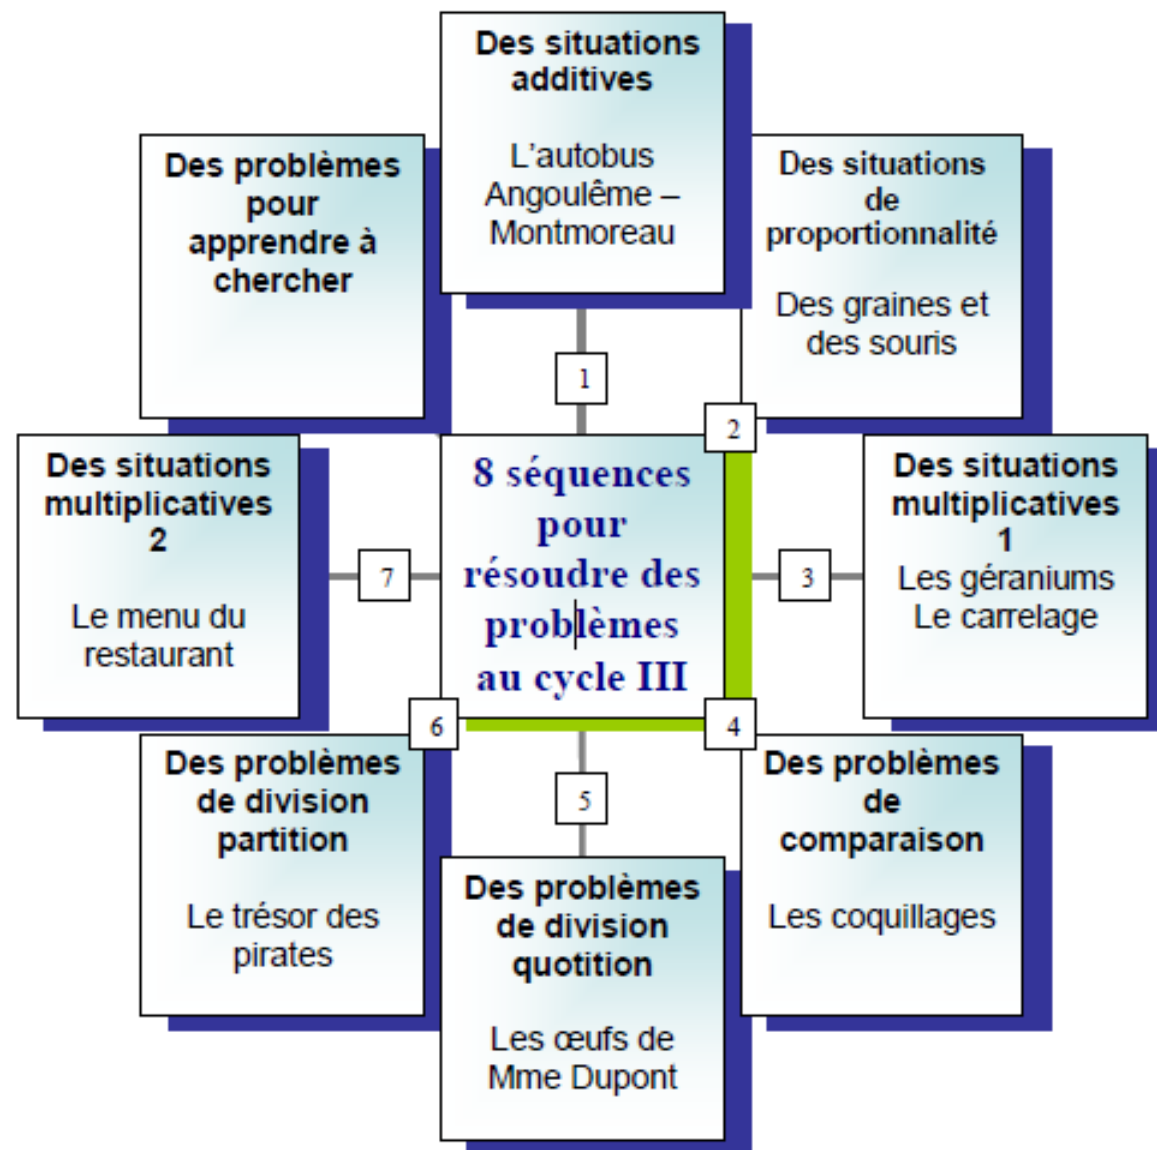 Des situations
additives
L'autobus
Angoulême –
Montmoreau
Des problèmes
pour
apprendre à
chercher
Des situations
de
proportionnalité
Des graines et
des souris
1
2
Des situations
multiplicatives
2
Le menu du
restaurant
7
8 séquences
pour
résoudre des
problèmes
au cycle III
3
Des situations
multiplicatives
1
Les géraniums
Le carrelage
6
4
5
Des problèmes
de division
partition
Le trésor des
pirates
Des problèmes
de
comparaison
Les coquillages
Des problèmes
de division
quotition
Les œufs de
Mme Dupont